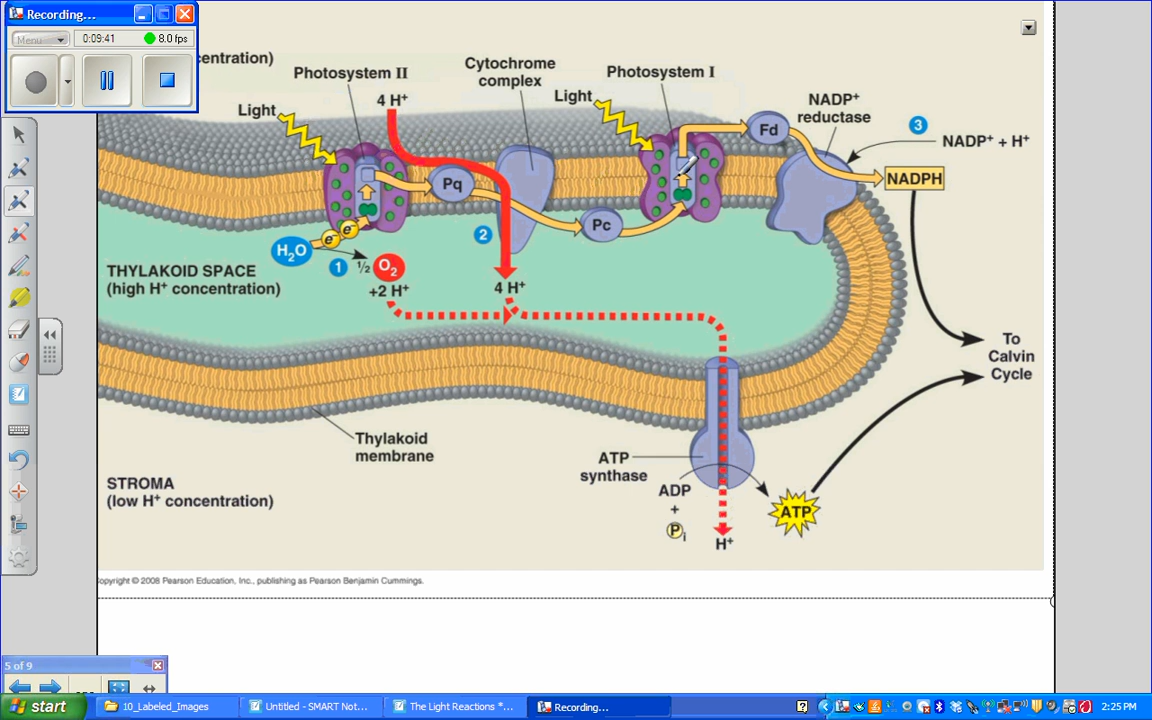 Recording...
Menu
0:09:41
8.0 fps
centration)
Photosystem II
4 H⁺
Light
Cytochrome
complex
Light
Photosystem I
NADP⁺
reductase
Fd
3
NADP⁺ + H⁺
NADPH
Pq
Pc
2
H₂O
e⁻
e⁻
1
½
O₂
+2 H⁺
4 H⁺
THYLAKOID SPACE
(high H⁺ concentration)
To
Calvin
Cycle
Thylakoid
membrane
ATP
synthase
ADP
+
P i
ATP
H⁺
STROMA
(low H⁺ concentration)
opyright © 2008 Pearson Education, Inc., publishing as Pearson Benjamin Cummings.
5 of 9
start
10_Labeled_Images
Untitled - SMART Not...
The Light Reactions *...
Recording...
2:25 PM